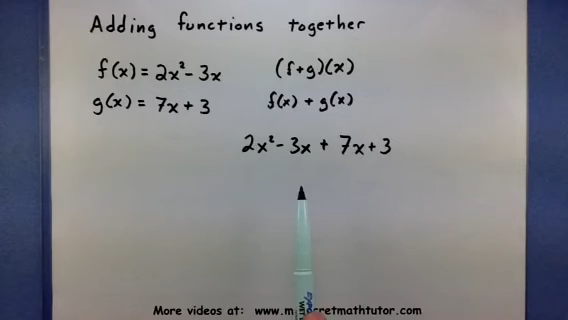 Adding functions together
f(x) = 2x² - 3x (f+g)(x)
g(x) = 7x + 3 f(x) + g(x)
2x² - 3x + 7x + 3
More videos at: